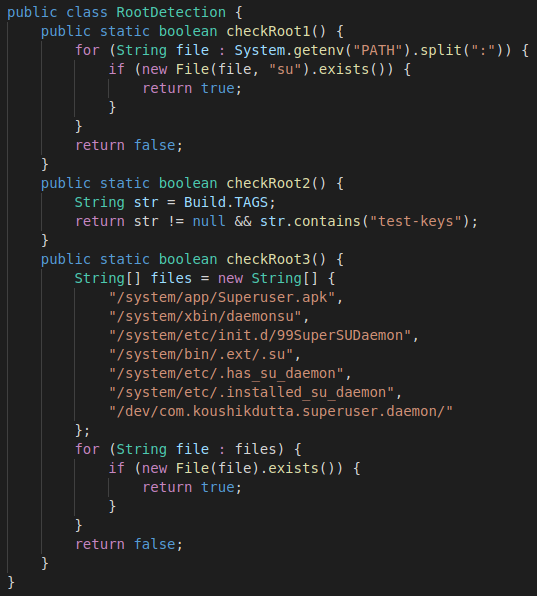 public class RootDetection {
    public static boolean checkRoot1() {
        for (String file : System.getenv("PATH").split(":")) {
            if (new File(file, "su").exists()) {
                return true;
            }
        }
        return false;
    }
    public static boolean checkRoot2() {
        String str = Build.TAGS;
        return str != null && str.contains("test-keys");
    }
    public static boolean checkRoot3() {
        String[] files = new String[] {
            "/system/app/Superuser.apk",
            "/system/xbin/daemonsu",
            "/system/etc/init.d/99SuperSUDaemon",
            "/system/bin/.ext/.su",
            "/system/etc/.has_su_daemon",
            "/system/etc/.installed_su_daemon",
            "/dev/com.koushikdutta.superuser.daemon/"
        };
        for (String file : files) {
            if (new File(file).exists()) {
                return true;
            }
        }
        return false;
    }
}